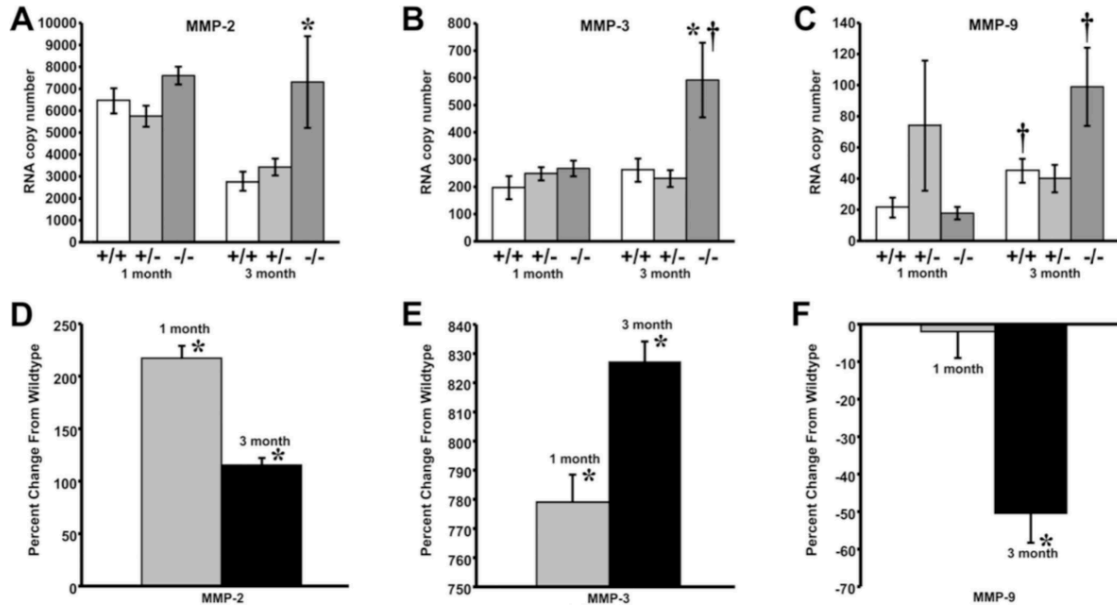 A
MMP-2
*
RNA copy number
10000
9000
8000
7000
6000
5000
4000
3000
2000
1000
0
+/+ +/- -/- +/+ +/- -/-
1 month 3 month
B
MMP-3
*†
RNA copy number
800
700
600
500
400
300
200
100
0
+/+ +/- -/- +/+ +/- -/-
1 month 3 month
C
MMP-9
†
†
RNA copy number
140
120
100
80
60
40
20
0
+/+ +/- -/- +/+ +/- -/-
1 month 3 month
D
Percent Change From Wildtype
250
200
150
100
50
0
1 month
*
3 month
*
MMP-2
E
Percent Change From Wildtype
840
830
820
810
800
790
780
770
760
750
3 month
*
1 month
*
MMP-3
F
Percent Change From Wildtype
0
-10
-20
-30
-40
-50
-60
-70
1 month
*
3 month
MMP-9